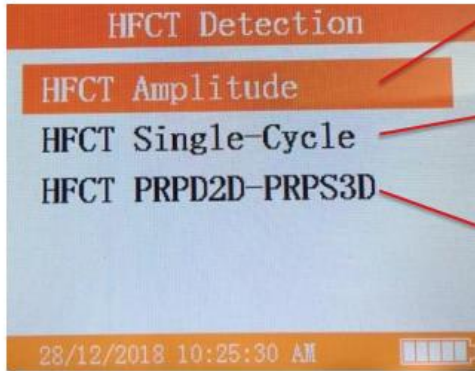 HFCT Detection
HFCT Amplitude
HFCT Single-Cycle
HFCT PRPD2D-PRPS3D
28/12/2018 10:25:30 AM